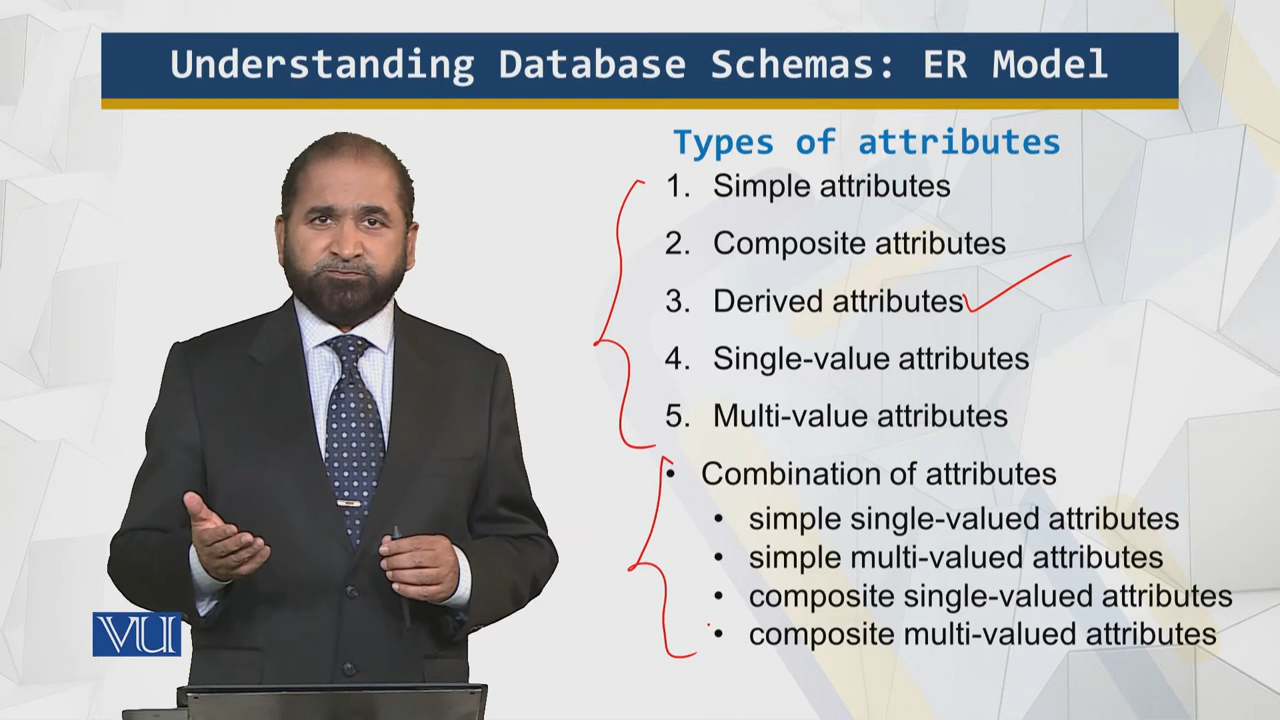 Understanding Database Schemas: ER Model
Types of attributes
1. Simple attributes
2. Composite attributes
3. Derived attributes
4. Single-value attributes
5. Multi-value attributes
• Combination of attributes
• simple single-valued attributes
• simple multi-valued attributes
• composite single-valued attributes
• composite multi-valued attributes
VU